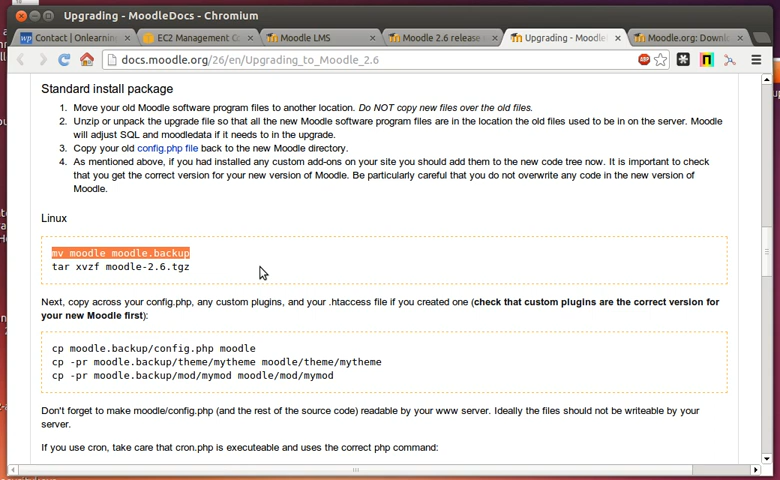 Upgrading - MoodleDocs - Chromium
Contact | Onlearning
EC2 Management Co
Moodle LMS
Moodle 2.6 release
Upgrading - Moodle
Moodle.org: Downlo
docs.moodle.org/26/en/Upgrading_to_Moodle_2.6
Standard install package
1. Move your old Moodle software program files to another location. Do NOT copy new files over the old files.
2. Unzip or unpack the upgrade file so that all the new Moodle software program files are in the location the old files used to be in on the server. Moodle
will adjust SQL and moodledata if it needs to in the upgrade.
3. Copy your old config.php file back to the new Moodle directory.
4. As mentioned above, if you had installed any custom add-ons on your site you should add them to the new code tree now. It is important to check
that you get the correct version for your new version of Moodle. Be particularly careful that you do not overwrite any code in the new version of
Moodle.
Linux
mv moodle moodle.backup
tar xvzf moodle-2.6.tgz
Next, copy across your config.php, any custom plugins, and your .htaccess file if you created one (check that custom plugins are the correct version for
your new Moodle first):
cp moodle.backup/config.php moodle
cp -pr moodle.backup/theme/mytheme moodle/theme/mytheme
cp -pr moodle.backup/mod/mymod moodle/mod/mymod
Don't forget to make moodle/config.php (and the rest of the source code) readable by your www server. Ideally the files should not be writeable by your
server.
If you use cron, take care that cron.php is executeable and uses the correct php command: